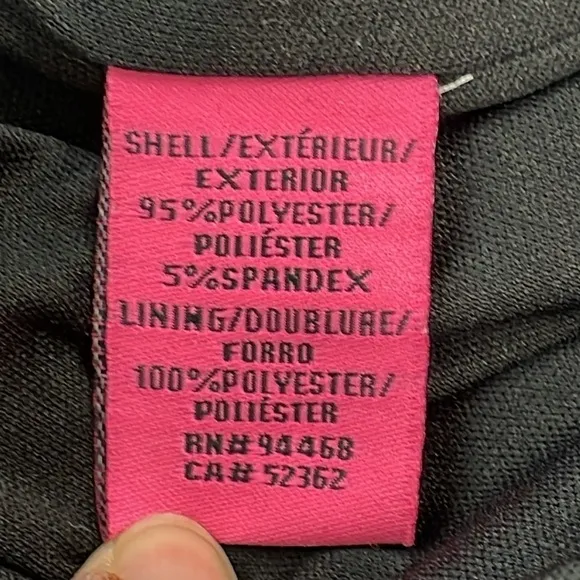 SHELL/EXTÉRIEUR/
EXTERIOR
95%POLYESTER/
POLIÉSTER
5%SPANDEX
LINING/DOUBLURE/
FORRO
100%POLYESTER/
POLIÉSTER
RN# 94468
CA# 52362